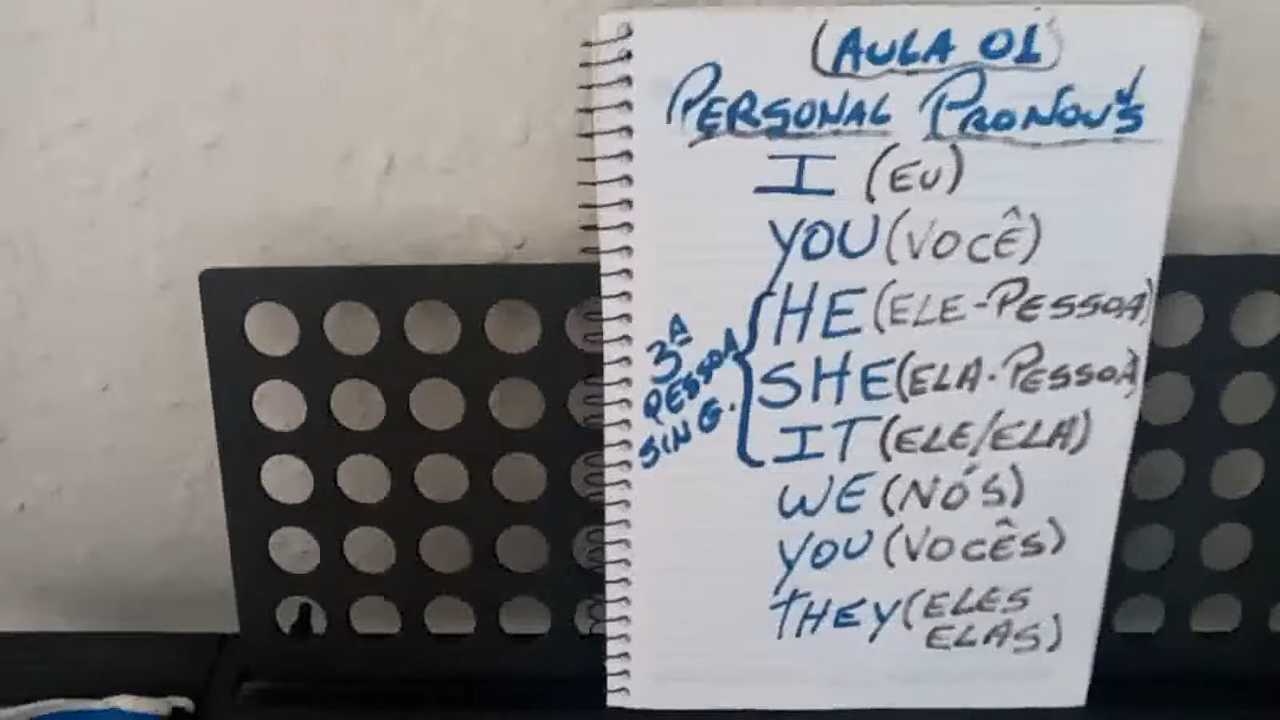 (AULA 01)
PERSONAL PRONOUNS
I (EU)
YOU (VOCÊ)
HE (ELE-PESSOA)
SHE (ELA-PESSOA)
IT (ELE/ELA)
3ª PESSOA SING.
WE (NÓS)
YOU (VOCÊS)
THEY (ELES
ELAS)